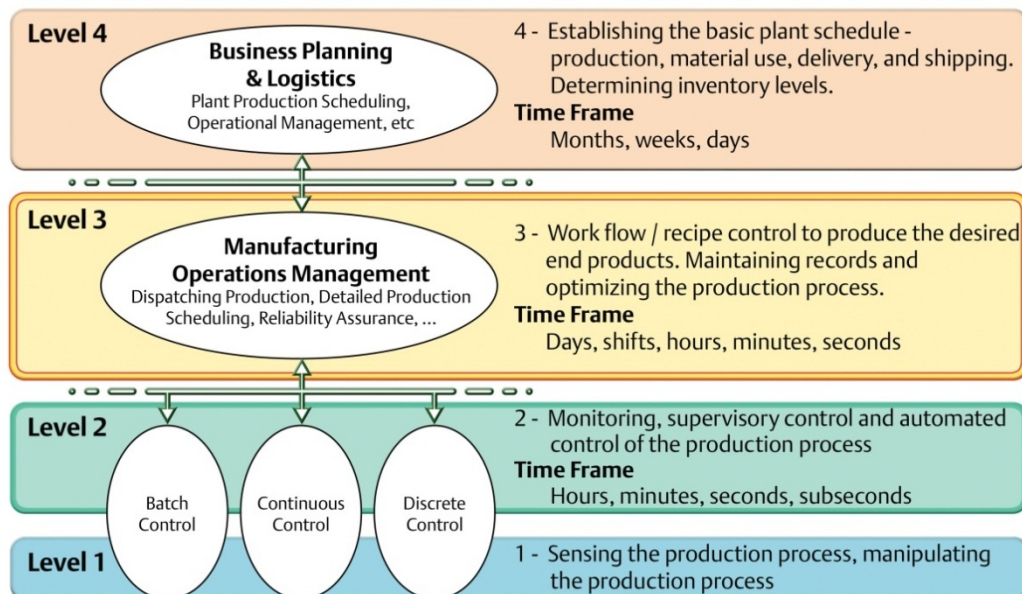 Level 4
Business Planning
& Logistics
Plant Production Scheduling,
Operational Management, etc
4 - Establishing the basic plant schedule -
production, material use, delivery, and shipping.
Determining inventory levels.
Time Frame
Months, weeks, days
Level 3
Manufacturing
Operations Management
Dispatching Production, Detailed Production
Scheduling, Reliability Assurance, ...
3 - Work flow / recipe control to produce the desired
end products. Maintaining records and
optimizing the production process.
Time Frame
Days, shifts, hours, minutes, seconds
Level 2
Batch
Control
Continuous
Control
Discrete
Control
2 - Monitoring, supervisory control and automated
control of the production process
Time Frame
Hours, minutes, seconds, subseconds
Level 1
1 - Sensing the production process, manipulating
the production process